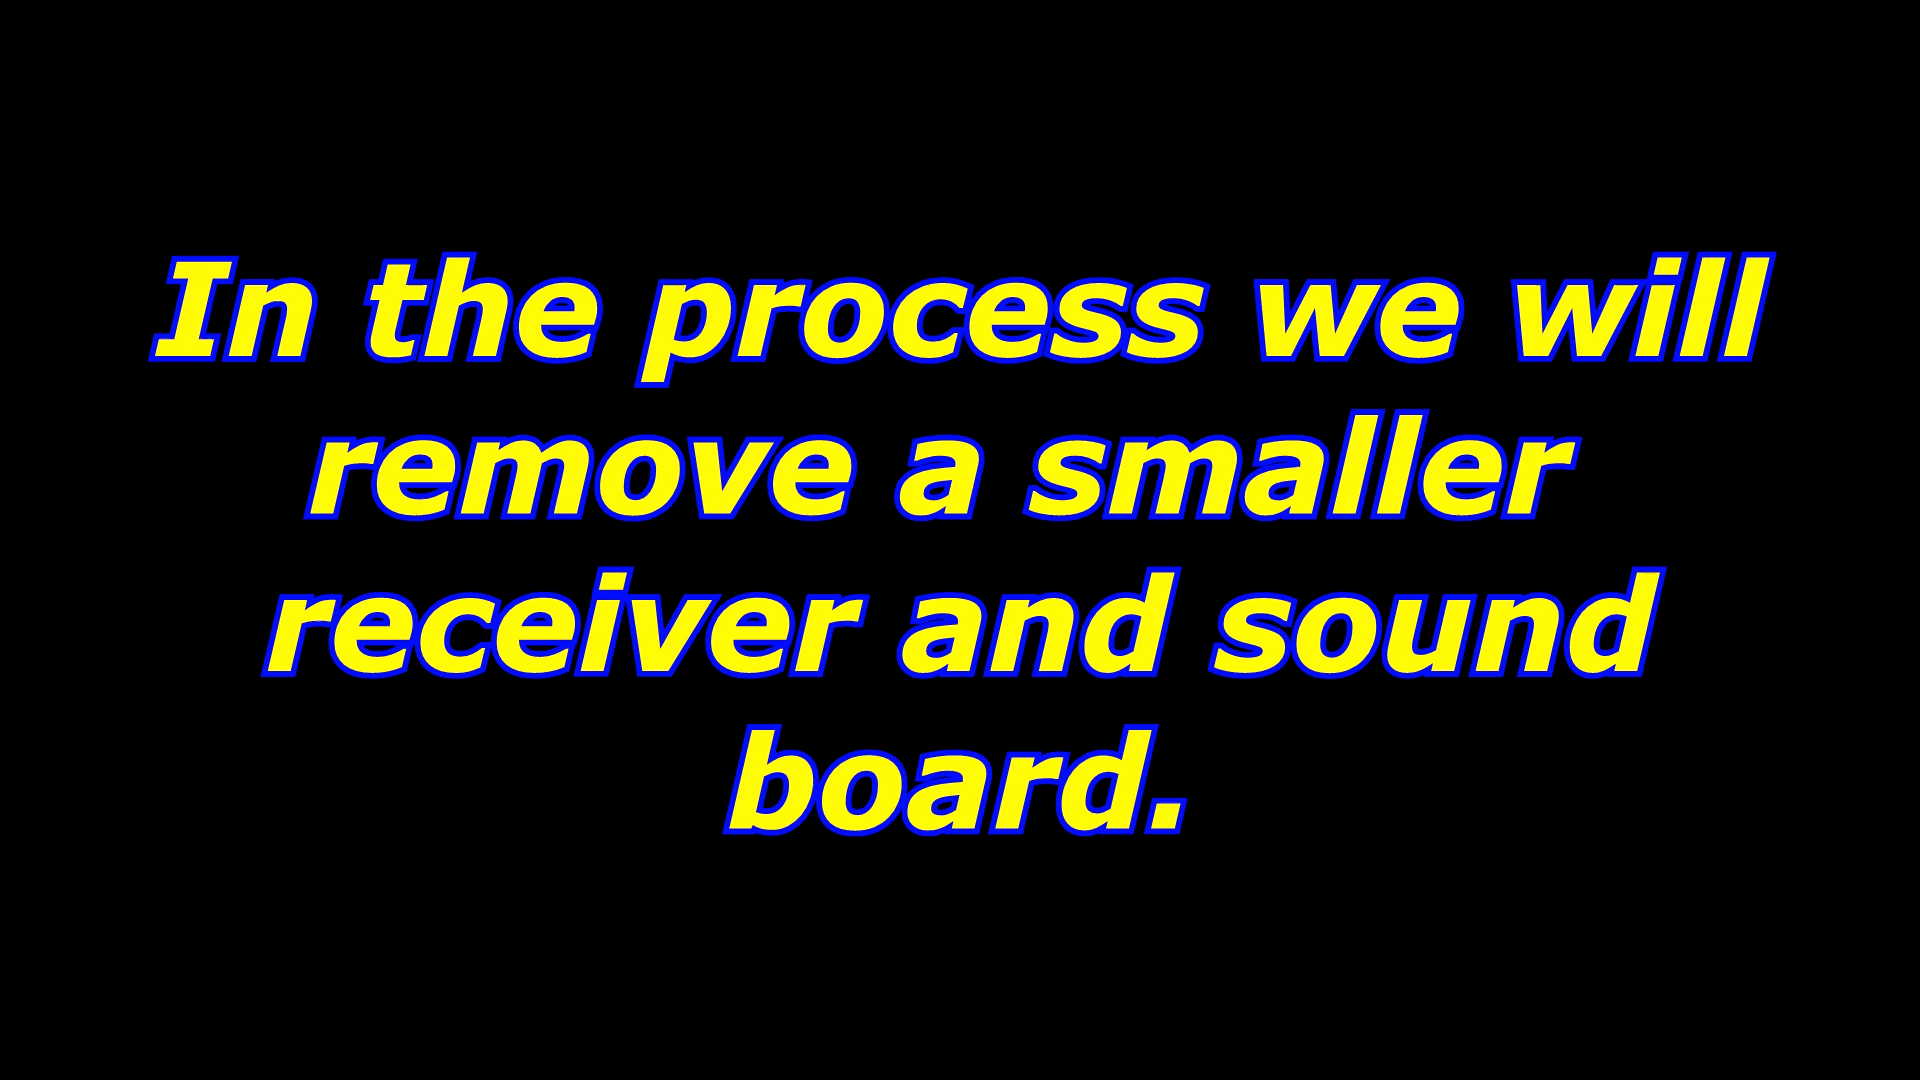 In the process we will
remove a smaller
receiver and sound
board.